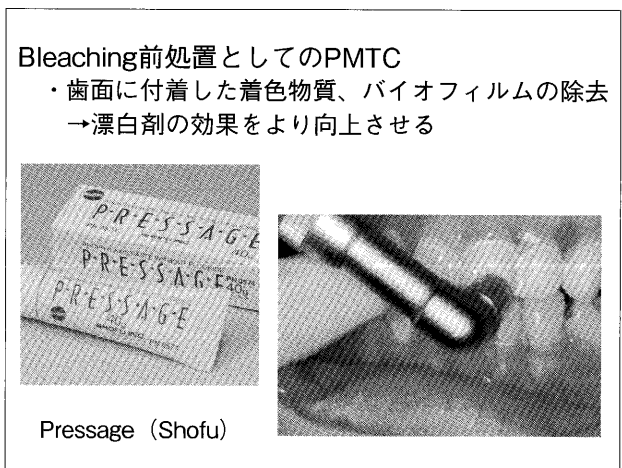 Bleaching前処置としてのPMTC
・歯面に付着した着色物質、バイオフィルムの除去
→漂白剤の効果をより向上させる
P・R・E・S・S・A・G・E
40g
P・R・E・S・S・A・G・E
40g
P・R・E・S・S・A・G・E
Pressage（Shofu）